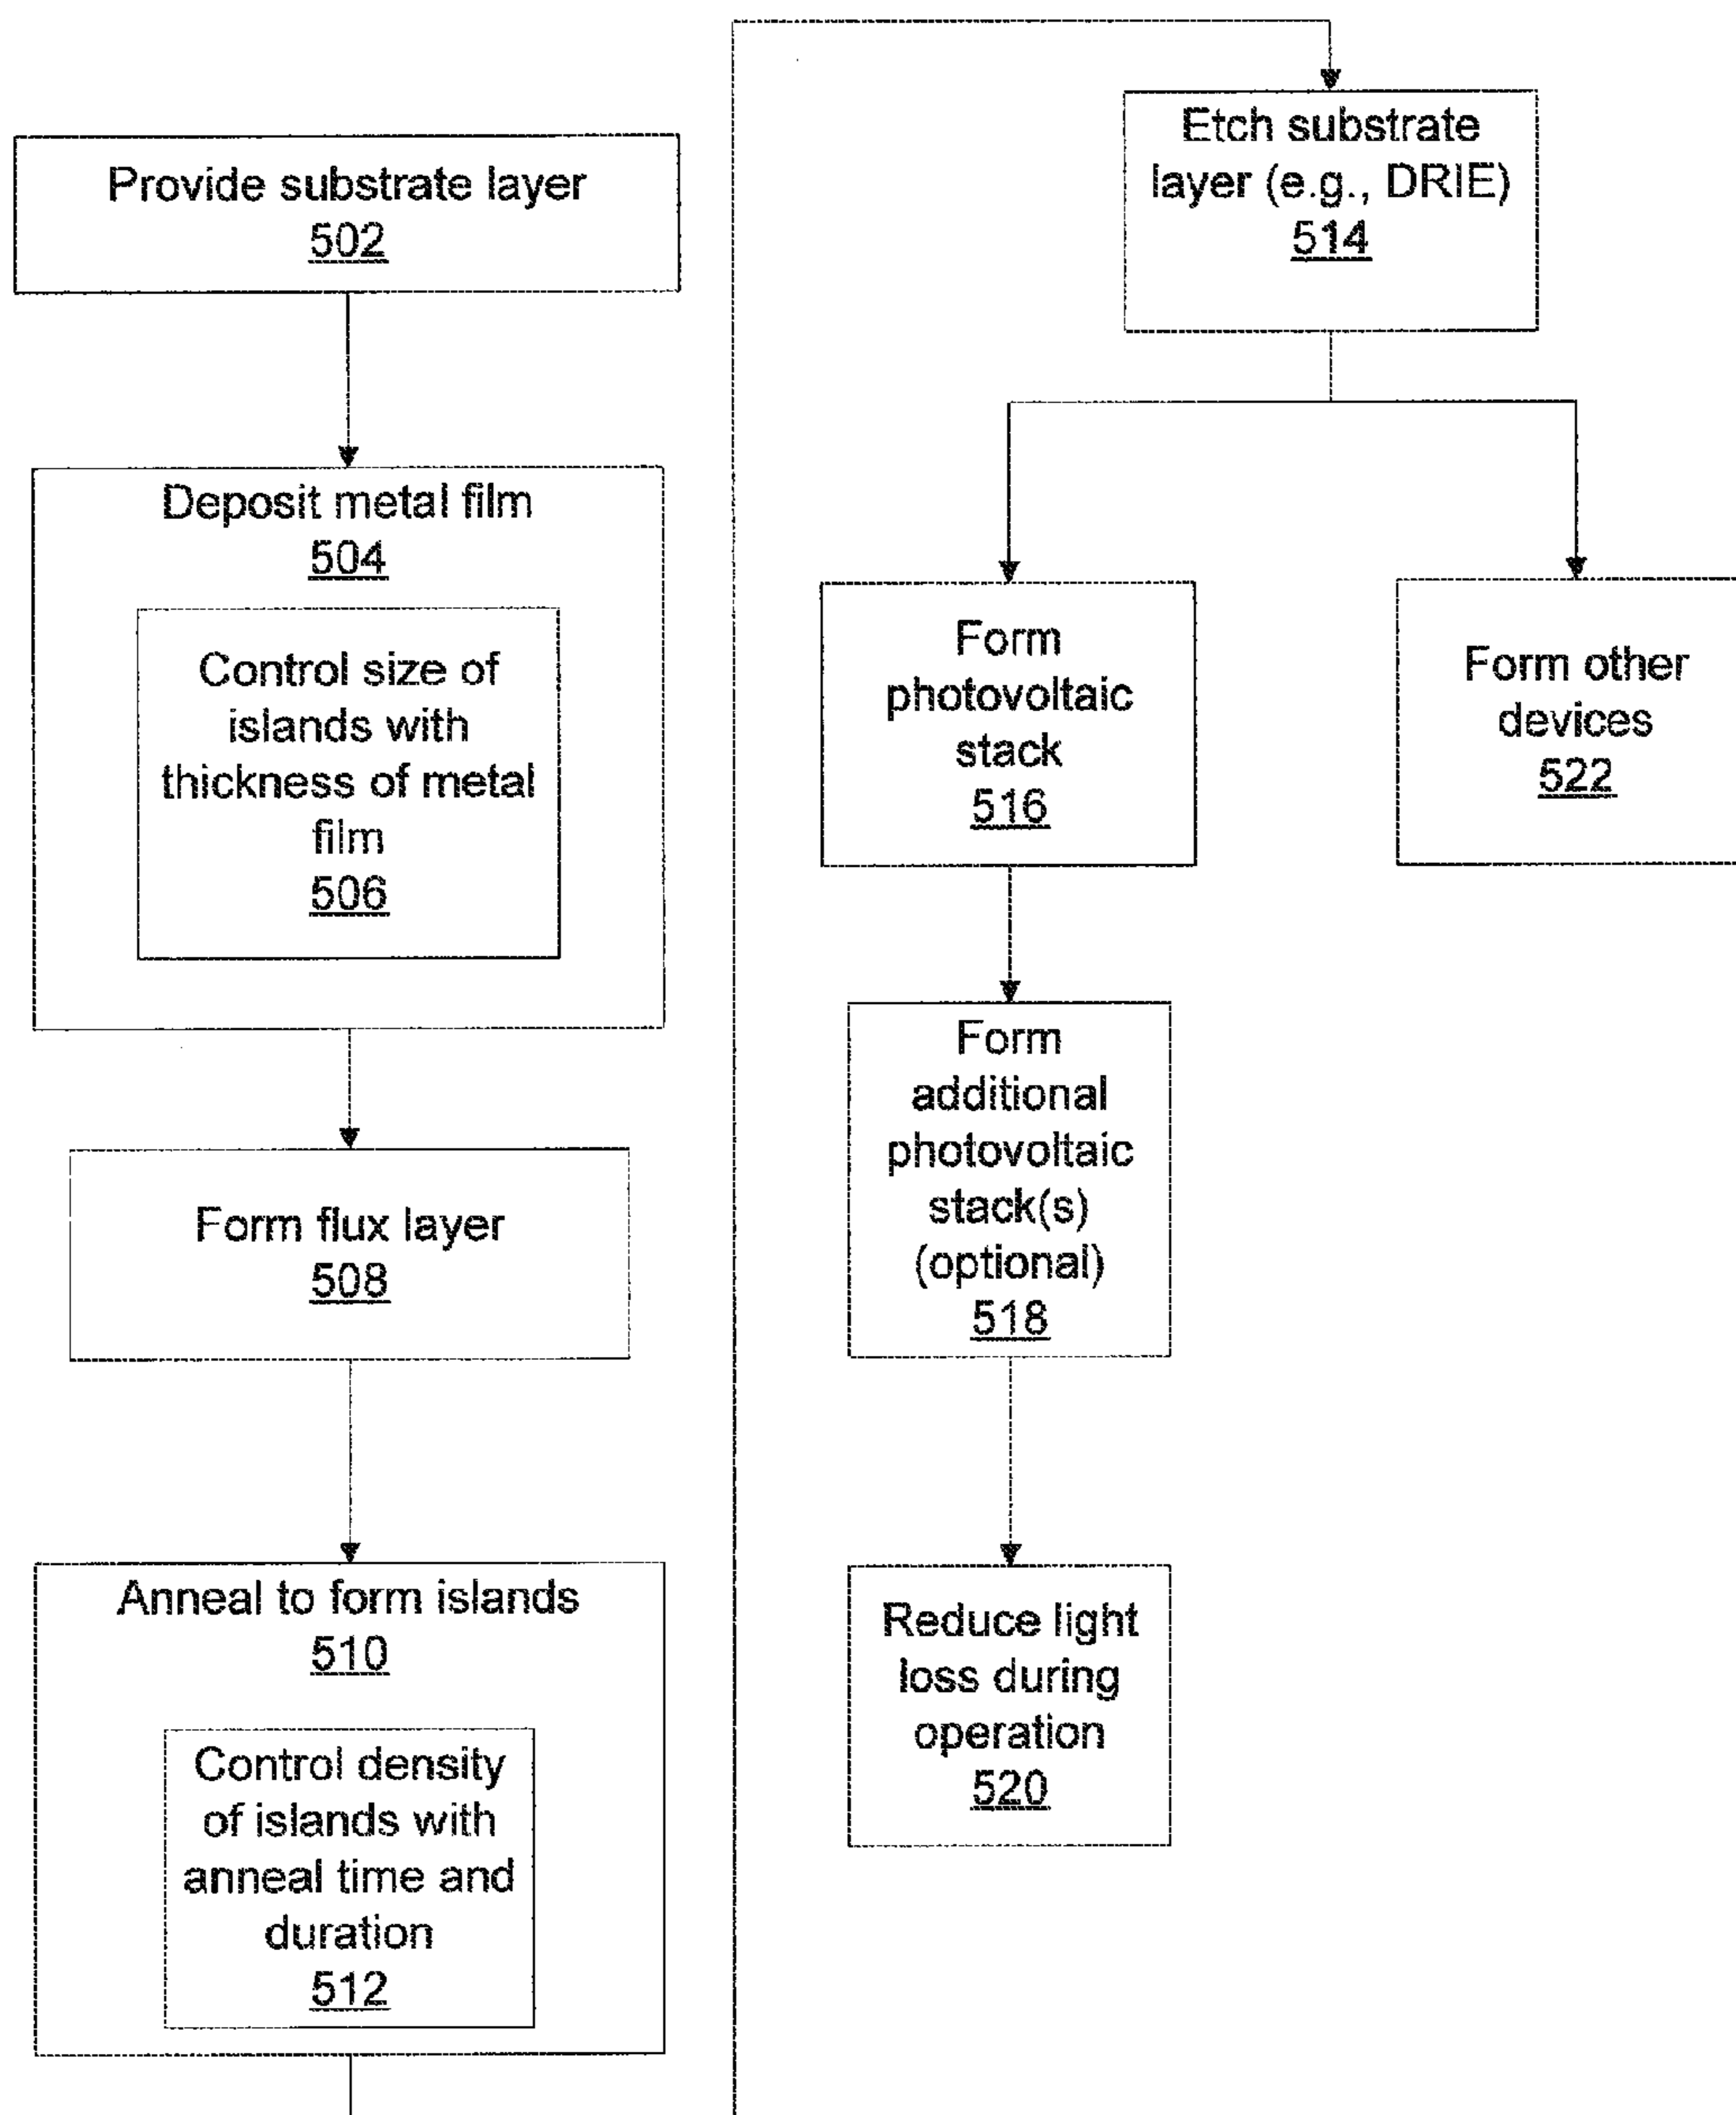 Provide substrate layer
502
Deposit metal film
504
Control size of
islands with
thickness of metal
film
506
Form flux layer
508
Anneal to form islands
510
Control density
of islands with
anneal time and
duration
512
Etch substrate
layer (e.g., DRIE)
514
Form
photovoltaic
stack
516
Form
additional
photovoltaic
stack(s)
(optional)
518
Reduce light
loss during
operation
520
Form other
devices
522